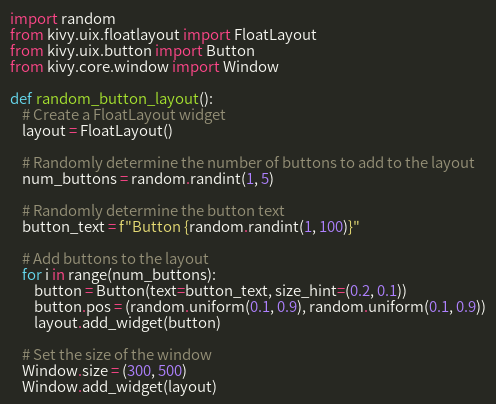 import random
from kivy.uix.floatlayout import FloatLayout
from kivy.uix.button import Button
from kivy.core.window import Window

def random_button_layout():
    # Create a FloatLayout widget
    layout = FloatLayout()

    # Randomly determine the number of buttons to add to the layout
    num_buttons = random.randint(1, 5)

    # Randomly determine the button text
    button_text = f"Button {random.randint(1, 100)}"

    # Add buttons to the layout
    for i in range(num_buttons):
        button = Button(text=button_text, size_hint=(0.2, 0.1))
        button.pos = (random.uniform(0.1, 0.9), random.uniform(0.1, 0.9))
        layout.add_widget(button)

    # Set the size of the window
    Window.size = (300, 500)
    Window.add_widget(layout)